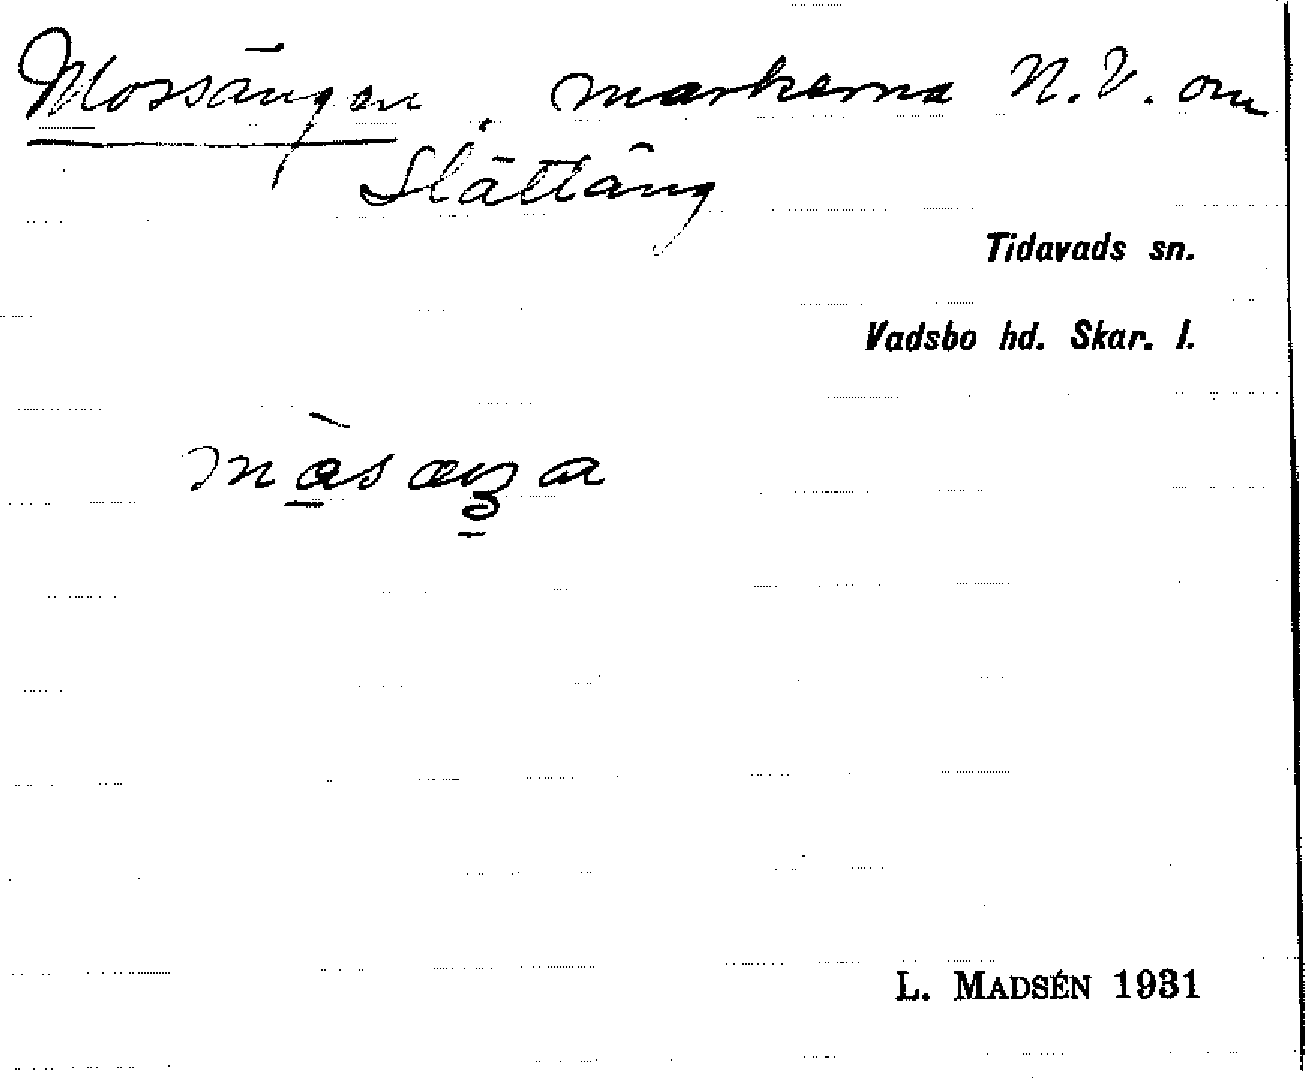 Mossängen, markerna N.V. om
Slättäng
Tidavads sn.
Vadsbo hd. Skar. l.
L. MADSÉN 1931